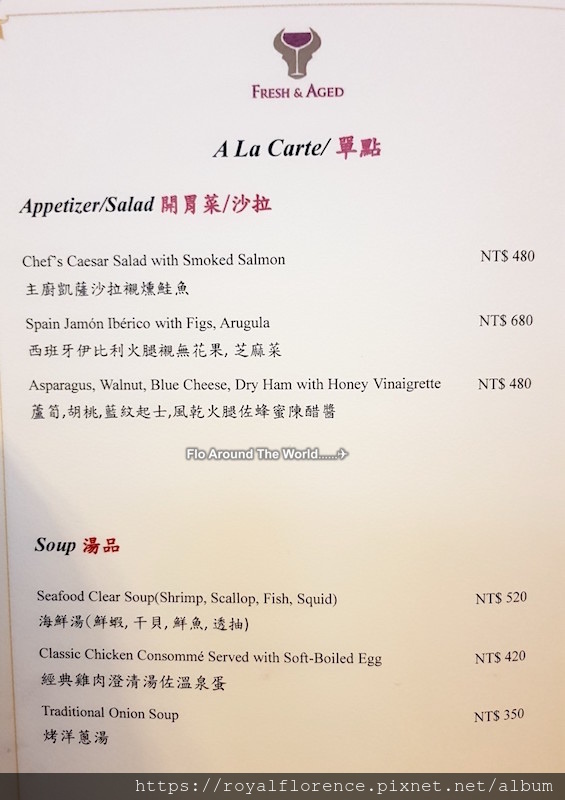 FRESH & AGED
A La Carte/ 單點
Appetizer/Salad 開胃菜/沙拉
Chef's Caesar Salad with Smoked Salmon NT$ 480
主廚凱薩沙拉襯燻鮭魚
Spain Jamón Ibérico with Figs, Arugula NT$ 680
西班牙伊比利火腿襯無花果, 芝麻菜
Asparagus, Walnut, Blue Cheese, Dry Ham with Honey Vinaigrette NT$ 480
蘆筍,胡桃,藍紋起士,風乾火腿佐蜂蜜陳醋醬
Flo Around The World.....✈
Soup 湯品
Seafood Clear Soup(Shrimp, Scallop, Fish, Squid) NT$ 520
海鮮湯(鮮蝦, 干貝, 鮮魚, 透抽)
Classic Chicken Consommé Served with Soft-Boiled Egg NT$ 420
經典雞肉澄清湯佐溫泉蛋
Traditional Onion Soup NT$ 350
烤洋蔥湯
https://royalflorence.pixnet.net/album